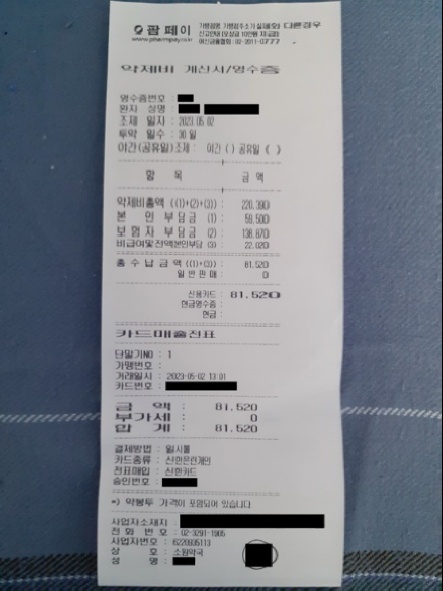 팜페이
www.pharmpay.co.kr
가맹점명 가맹점주소가 실제와 다른경우
신고안내 (포상금 10만원 지급)
여신금융협회: 02-2011-0777
약제비 계산서/영수증
영수증번호 :
환자 성명 :
조제 일자 : 2023.05.02
투약 일수 : 30일
야간(공휴일)조제 : 야간 ( ) 공휴일 ( )
항 목 금 액
약제비총액 ((1)+(2)+(3)) : 220,390
본 인 부담금 (1) : 59,500
보험자 부담금 (2) : 138,870
비급여및전액본인부담 (3) : 22,020
총 수 납 금 액 ((1)+(3)) : 81,520
일 반 판 매 : 0
신용카드 : 81,520
현금영수증 :
현금 :
카드매출전표
단말기NO : 1
가맹번호 :
거래일시 : 2023-05-02 13:01
카드번호 :
금 액 : 81,520
부가세 : 0
합 계 : 81,520
결제방법 : 일시불
카드종류 : 신한은련개인
전표매입 : 신한카드
승인번호 :
*) 약봉투 가격이 포함되어 있습니다.
사업자소재지 :
전 화 번 호 : 02-3291-1905
사업자번호 : 6220935113
상 호 : 소원약국
성 명 :